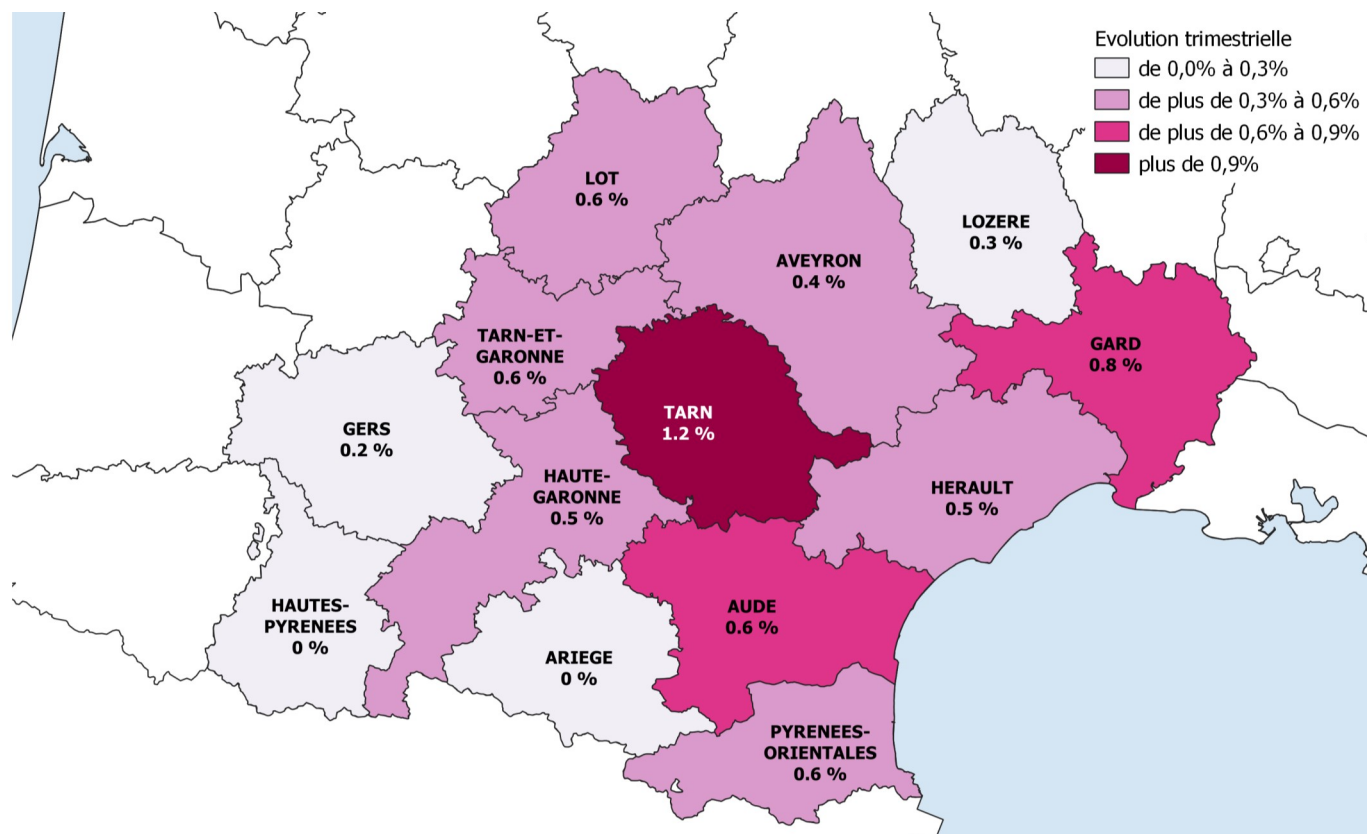 Evolution trimestrielle
de 0,0% à 0,3%
de plus de 0,3% à 0,6%
de plus de 0,6% à 0,9%
plus de 0,9%
LOT
0.6 %
LOZERE
0.3 %
AVEYRON
0.4 %
TARN-ET-
GARONNE
0.6 %
GARD
0.8 %
TARN
1.2 %
GERS
0.2 %
HAUTE-
GARONNE
0.5 %
HERAULT
0.5 %
HAUTES-
PYRENEES
0 %
AUDE
0.6 %
ARIEGE
0 %
PYRENEES-
ORIENTALES
0.6 %